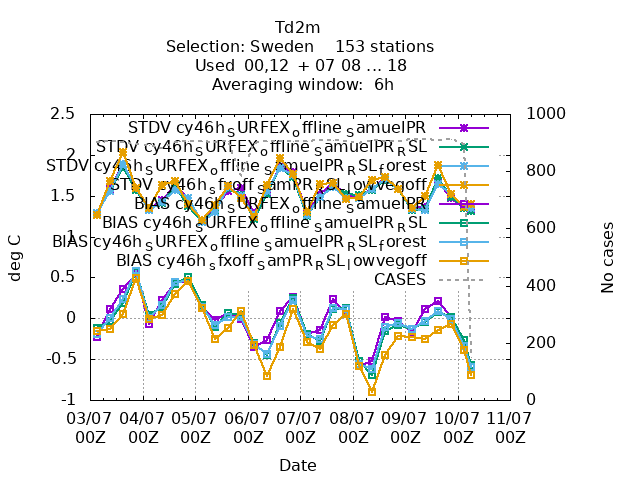 Td2m
Selection: Sweden    153 stations
Used  00,12  + 07 08 ... 18
Averaging window:  6h
2.5
2
1.5
1
0.5
0
-0.5
-1
deg C
1000
800
600
400
200
0
No cases
STDV cy46h_SURFEX_offline_SamuelPR
STDV cy46h_SURFEX_offline_SamuelPR_RSL
STDV cy46h_SURFEX_offline_SamuelPR_RSL_forest
STDV cy46h_sfxoff_SamPR_RSL_lowvegoff
BIAS cy46h_SURFEX_offline_SamuelPR
BIAS cy46h_SURFEX_offline_SamuelPR_RSL
BIAS cy46h_SURFEX_offline_SamuelPR_RSL_forest
BIAS cy46h_sfxoff_SamPR_RSL_lowvegoff
CASES
03/07 04/07 05/07 06/07 07/07 08/07 09/07 10/07 11/07
00Z 00Z 00Z 00Z 00Z 00Z 00Z 00Z 00Z
Date